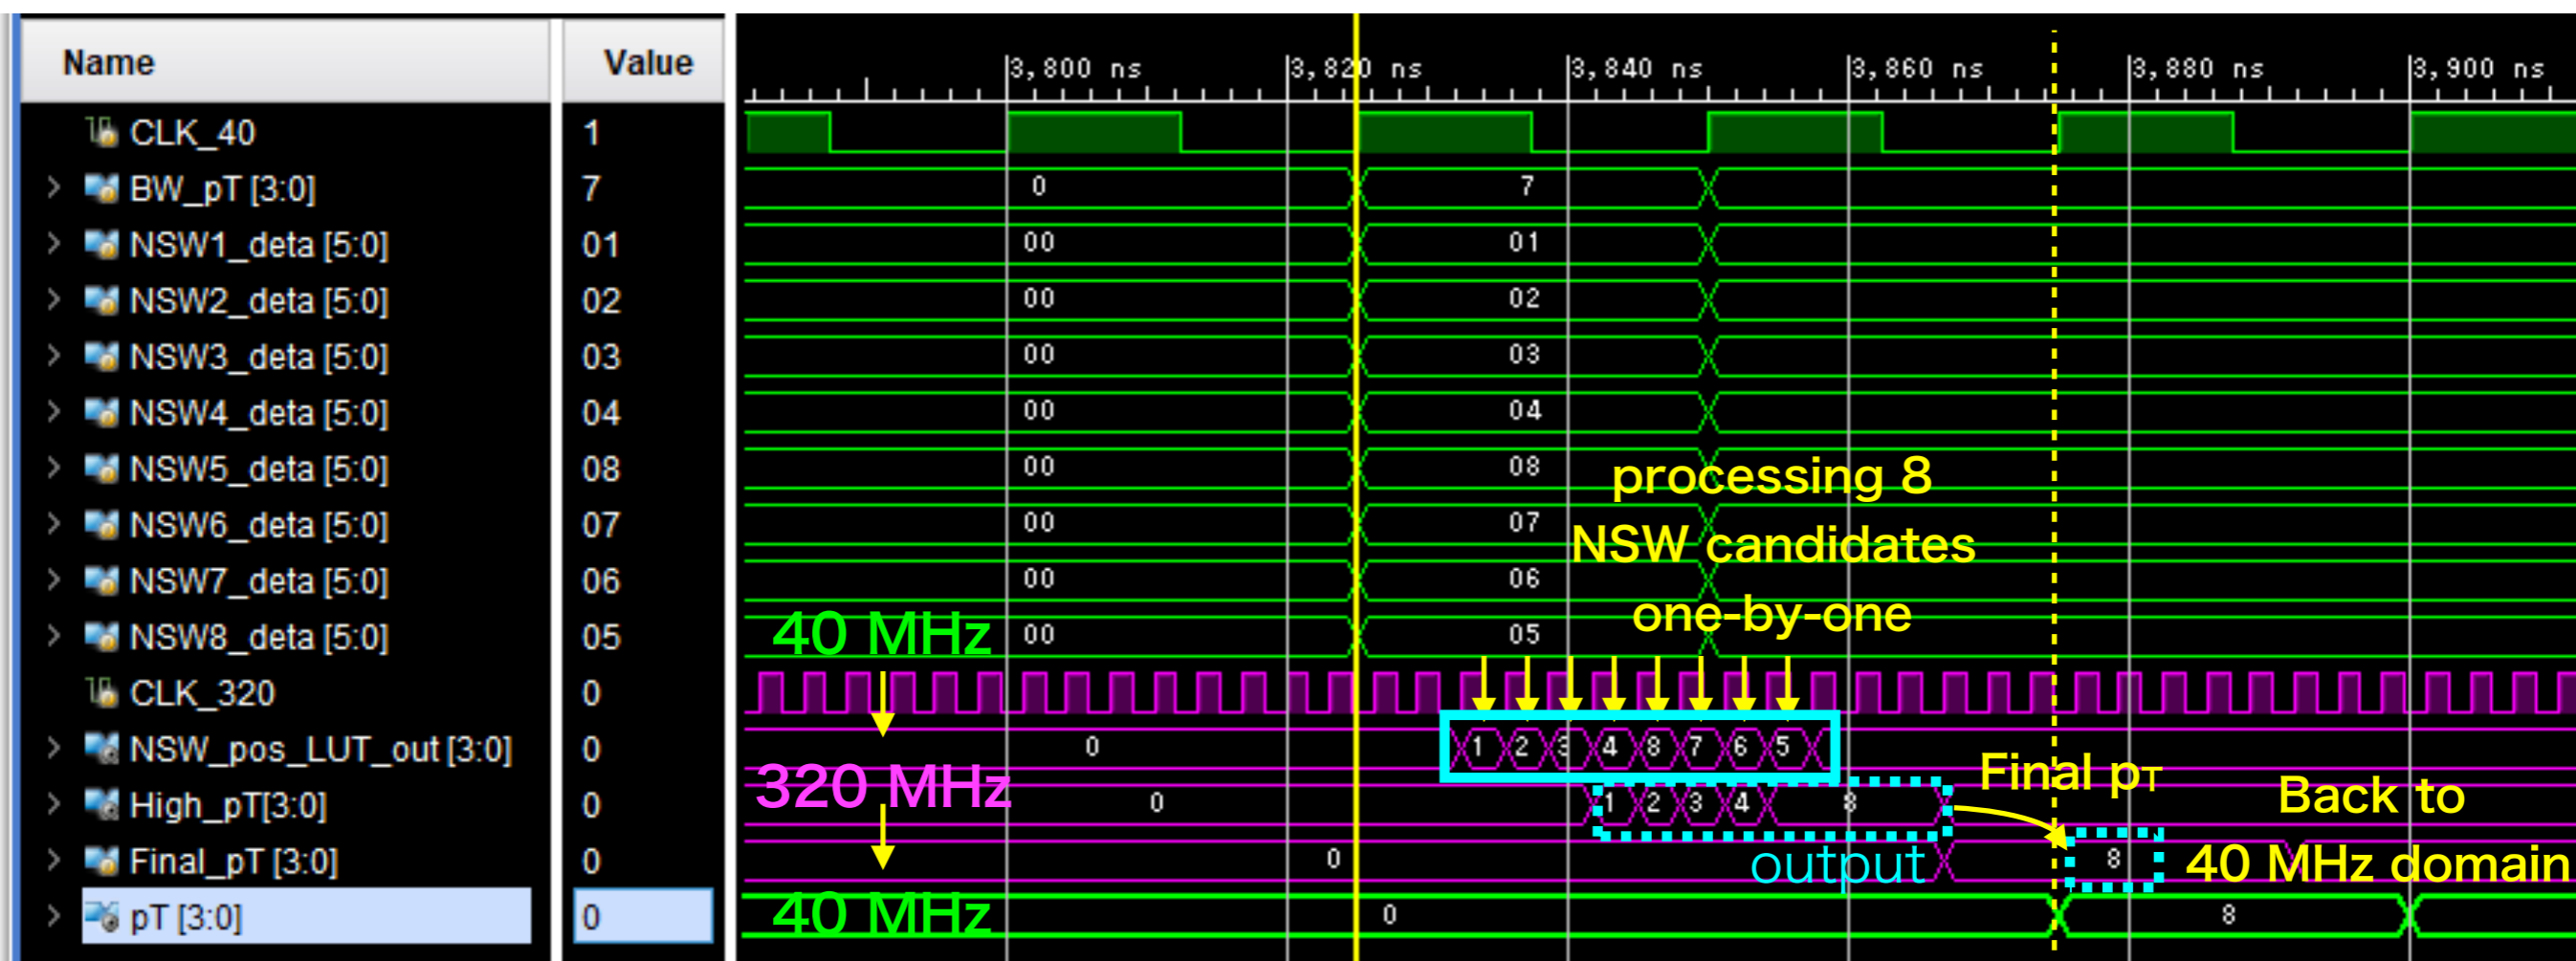 Name Value 3,800 ns 3,820 ns 3,840 ns 3,860 ns 3,880 ns 3,900 ns
CLK_40 1
BW_pT [3:0] 7 0 7
NSW1_deta [5:0] 01 00 01
NSW2_deta [5:0] 02 00 02
NSW3_deta [5:0] 03 00 03
NSW4_deta [5:0] 04 00 04
NSW5_deta [5:0] 08 00 08
NSW6_deta [5:0] 07 00 07
NSW7_deta [5:0] 06 00 06
NSW8_deta [5:0] 05 00 05
processing 8
NSW candidates
one-by-one
40 MHz
CLK_320 0
NSW_pos_LUT_out [3:0] 0 0 1 2 3 4 8 7 6 5
320 MHz
High_pT[3:0] 0 0 1 2 3 4 8
Final pT
Back to
40 MHz domain
output
Final_pT [3:0] 0 0 8
40 MHz
pT [3:0] 0 0 8